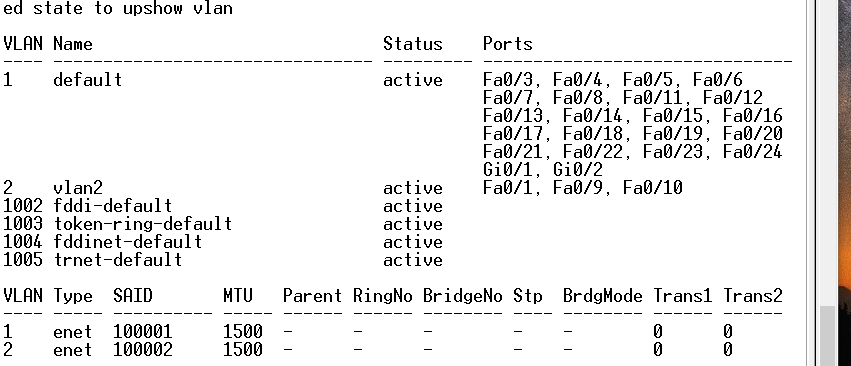 ed state to upshow vlan
VLAN Name Status Ports
---- -------------------------------- --------- -------------------------------
1 default active Fa0/3, Fa0/4, Fa0/5, Fa0/6
Fa0/7, Fa0/8, Fa0/11, Fa0/12
Fa0/13, Fa0/14, Fa0/15, Fa0/16
Fa0/17, Fa0/18, Fa0/19, Fa0/20
Fa0/21, Fa0/22, Fa0/23, Fa0/24
Gi0/1, Gi0/2
2 vlan2 active Fa0/1, Fa0/9, Fa0/10
1002 fddi-default active
1003 token-ring-default active
1004 fddinet-default active
1005 trnet-default active
VLAN Type SAID MTU Parent RingNo BridgeNo Stp BrdgMode Trans1 Trans2
---- ----- ---------- ----- ------ ------ -------- ---- -------- ------ ------
1 enet 100001 1500 - - - - - 0 0
2 enet 100002 1500 - - - - - 0 0